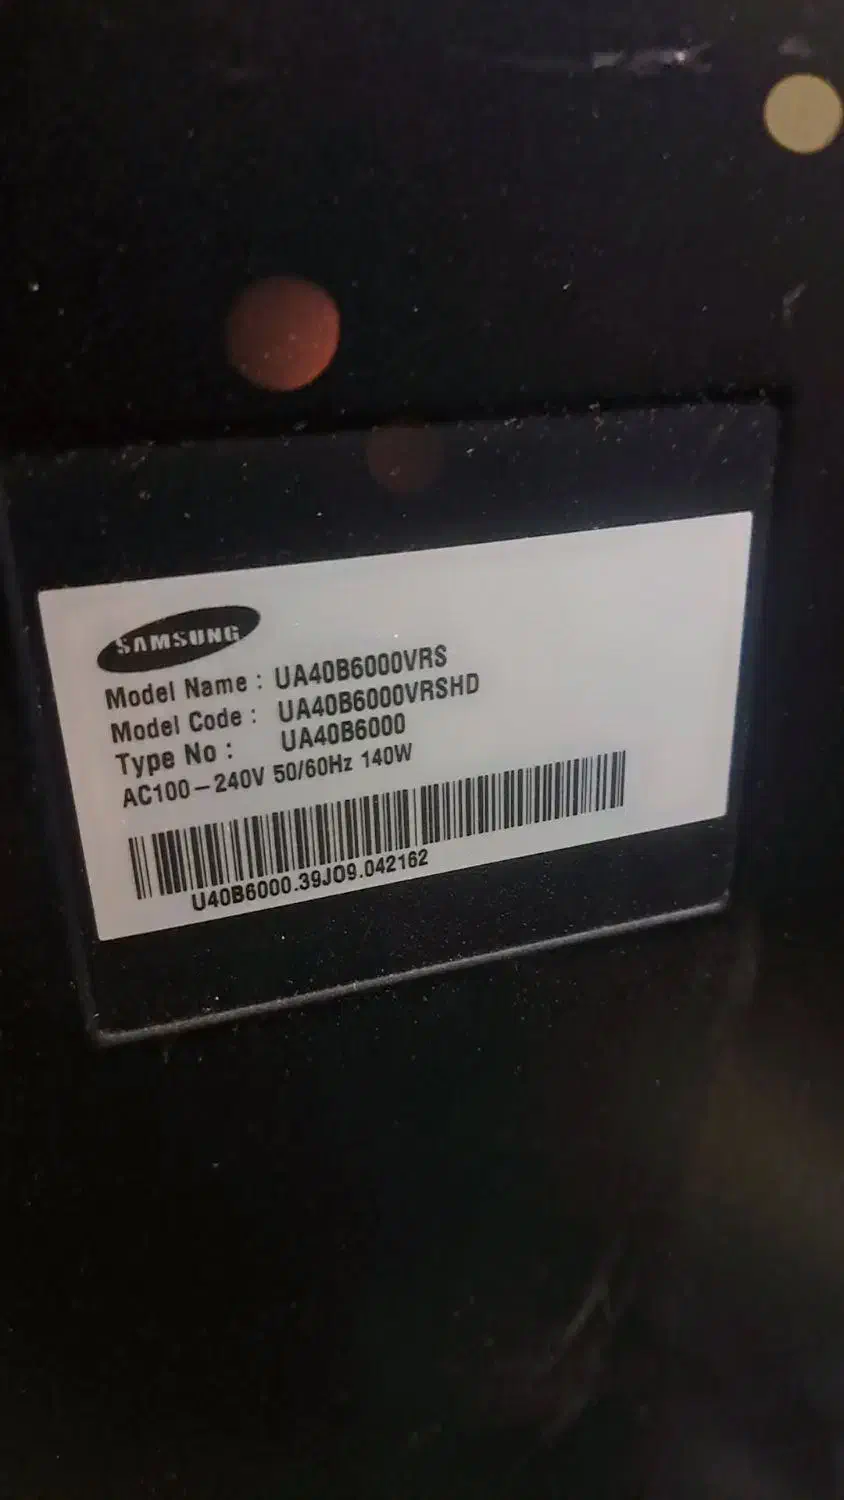 SAMSUNG
Model Name : UA40B6000VRS
Model Code : UA40B6000VRSHD
Type No : UA40B6000
AC100-240V 50/60Hz 140W
U40B6000.39JO9.042162